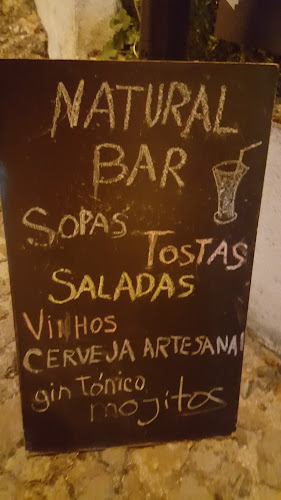 NATURAL
BAR
SOPAS
TOSTAS
SALADAS
VINHOS
CERVEJA ARTESANAL
gin TóNico
mojitos